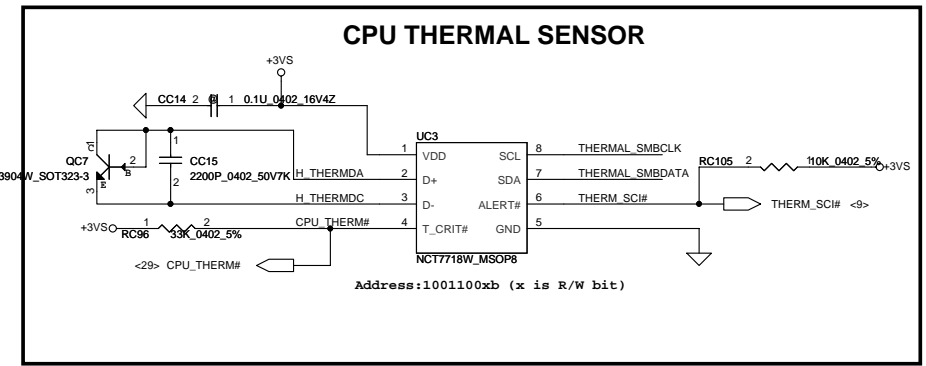 CPU THERMAL SENSOR
+3VS
CC14 2 @ 1 0.1U_0402_16V4Z
UC3
1 VDD SCL 8 THERMAL_SMBCLK
2 D+ SDA 7 THERMAL_SMBDATA
3 D- ALERT# 6 THERM_SCI#
4 T_CRIT# GND 5
NCT7718W_MSOP8
C 1
QC7 2
B
E
3904W_SOT323-3
3
1
CC15
2200P_0402_50V7K
2
H_THERMDA
H_THERMDC
RC105 2 1 10K_0402_5% +3VS
THERM_SCI# <9>
+3VS 1 2 CPU_THERM#
RC96 33K_0402_5%
<29> CPU_THERM#
Address:1001100xb (x is R/W bit)